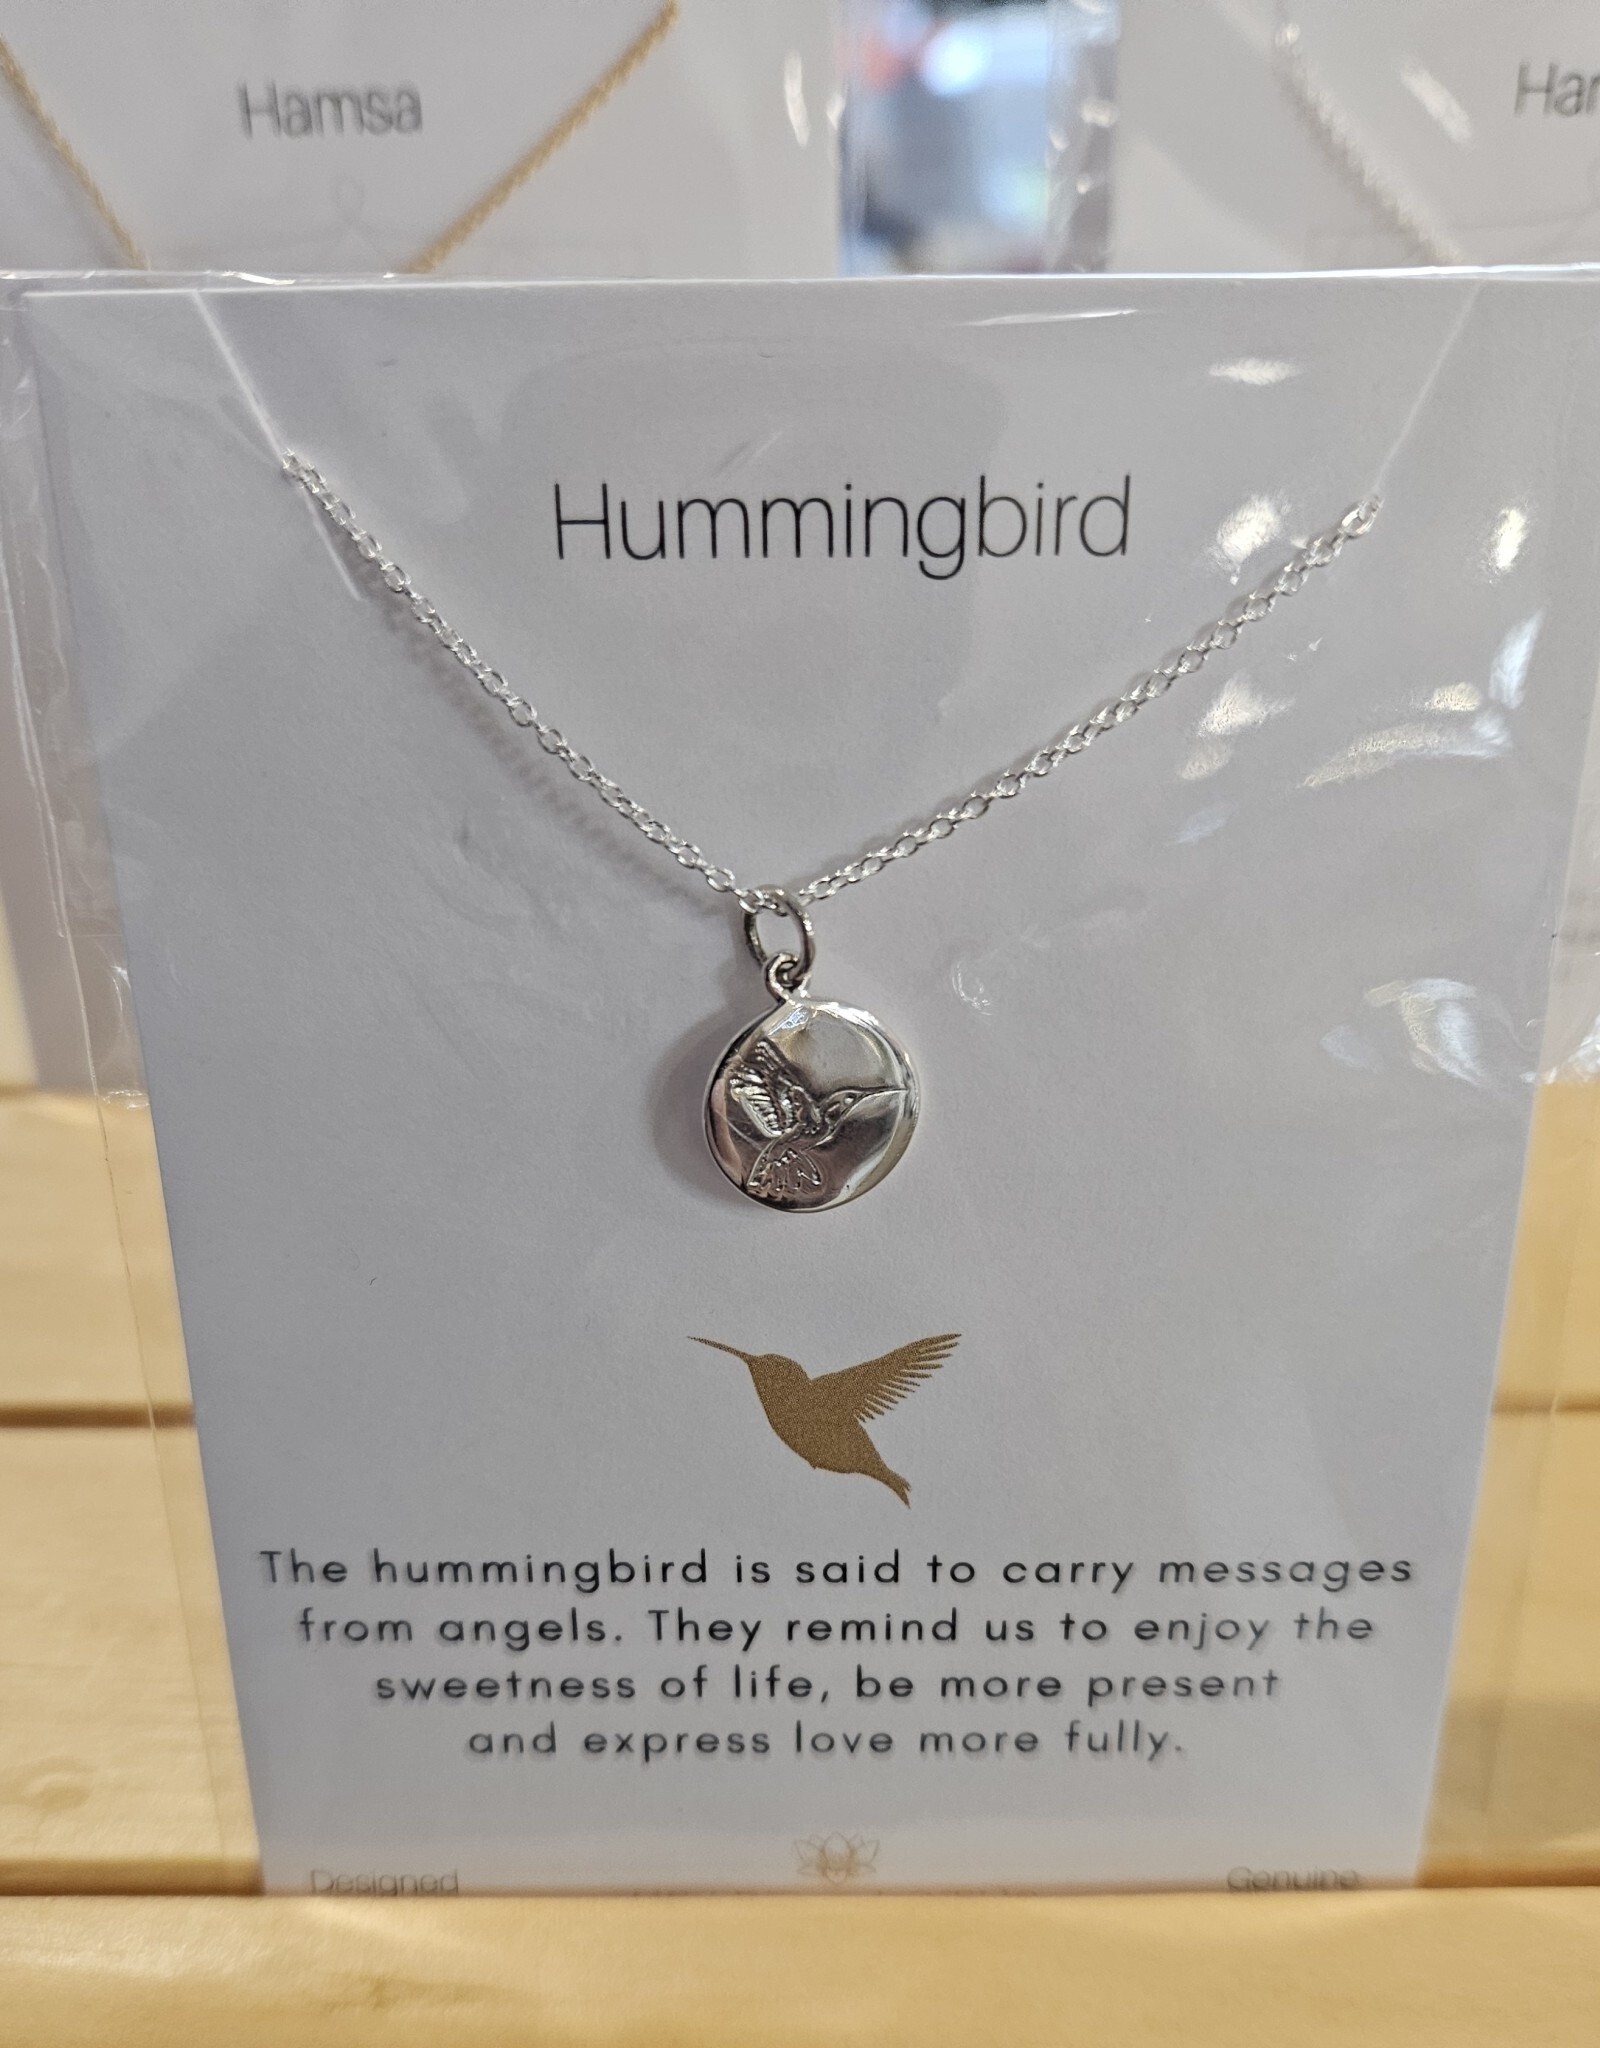 Hamsa
Hummingbird
The hummingbird is said to carry messages
from angels. They remind us to enjoy the
sweetness of life, be more present
and express love more fully.
Designed
Genuine